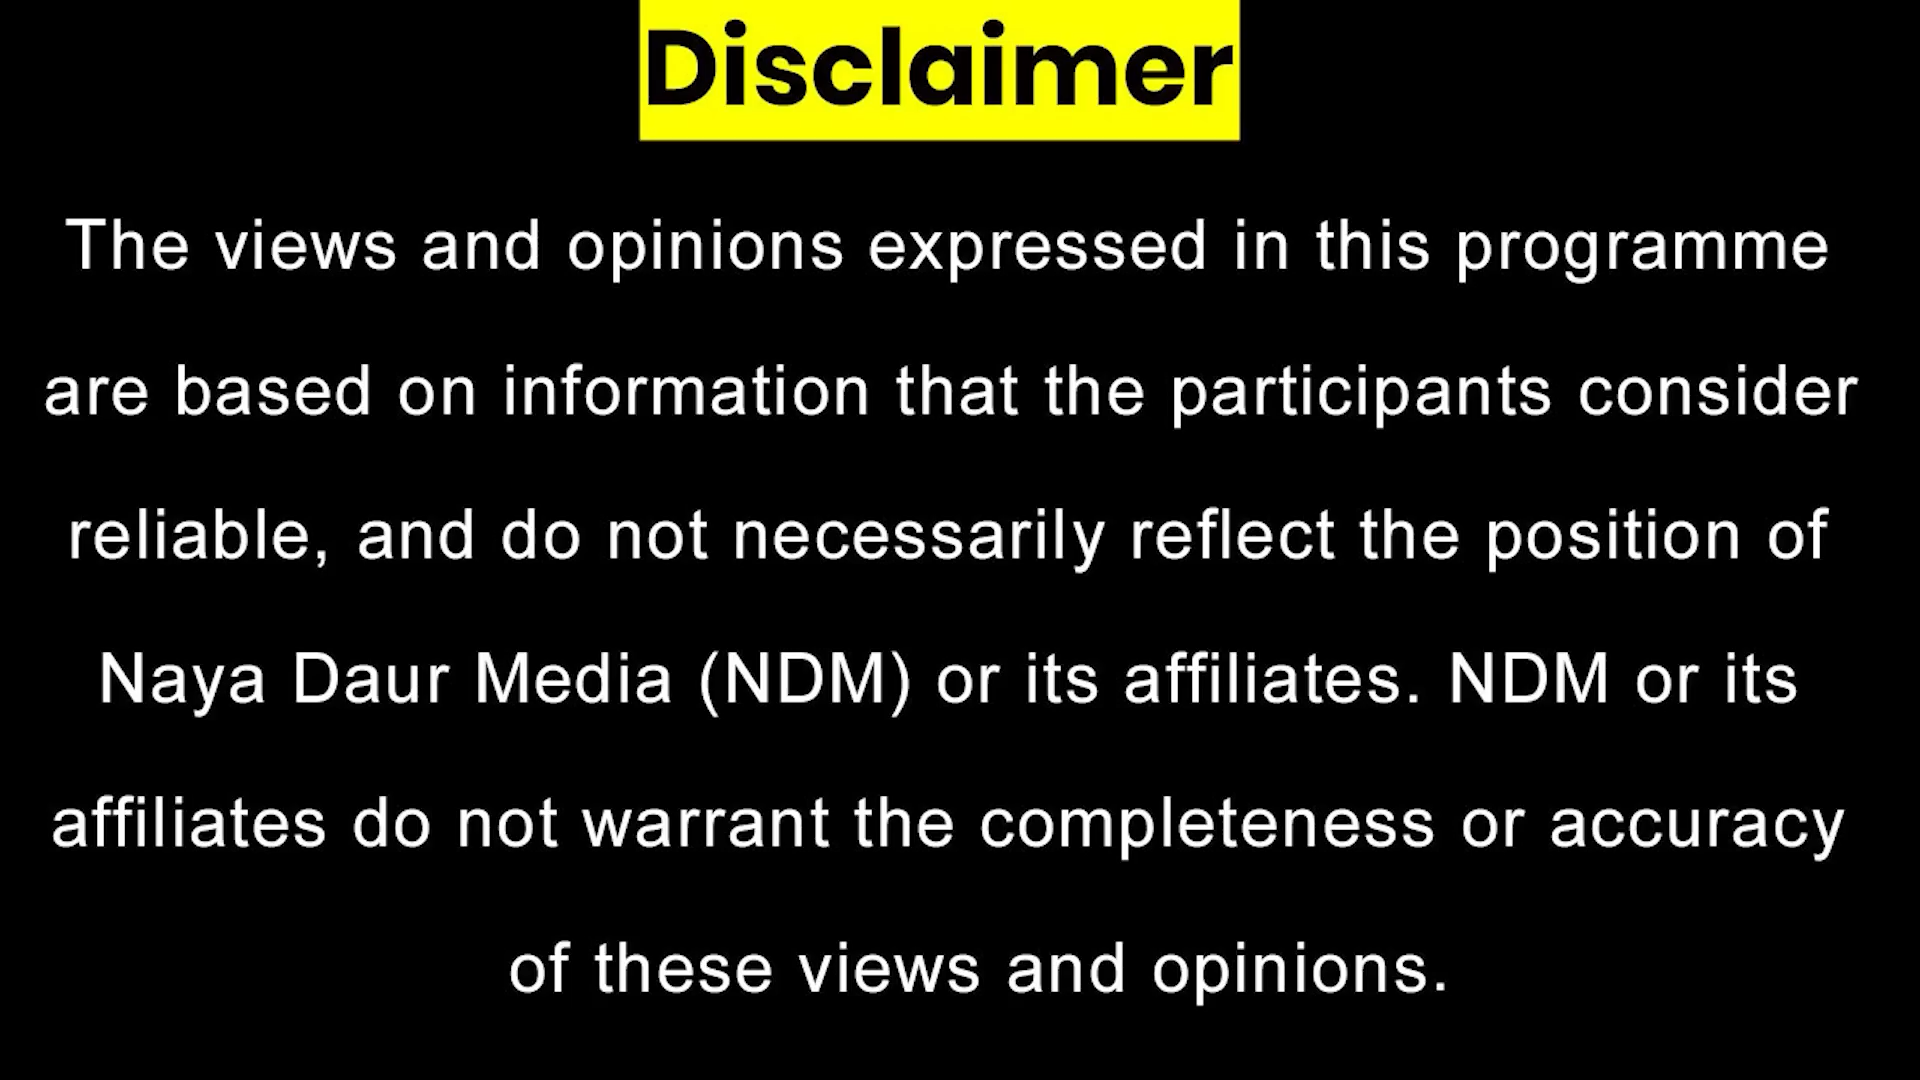 Disclaimer
The views and opinions expressed in this programme
are based on information that the participants consider
reliable, and do not necessarily reflect the position of
Naya Daur Media (NDM) or its affiliates. NDM or its
affiliates do not warrant the completeness or accuracy
of these views and opinions.